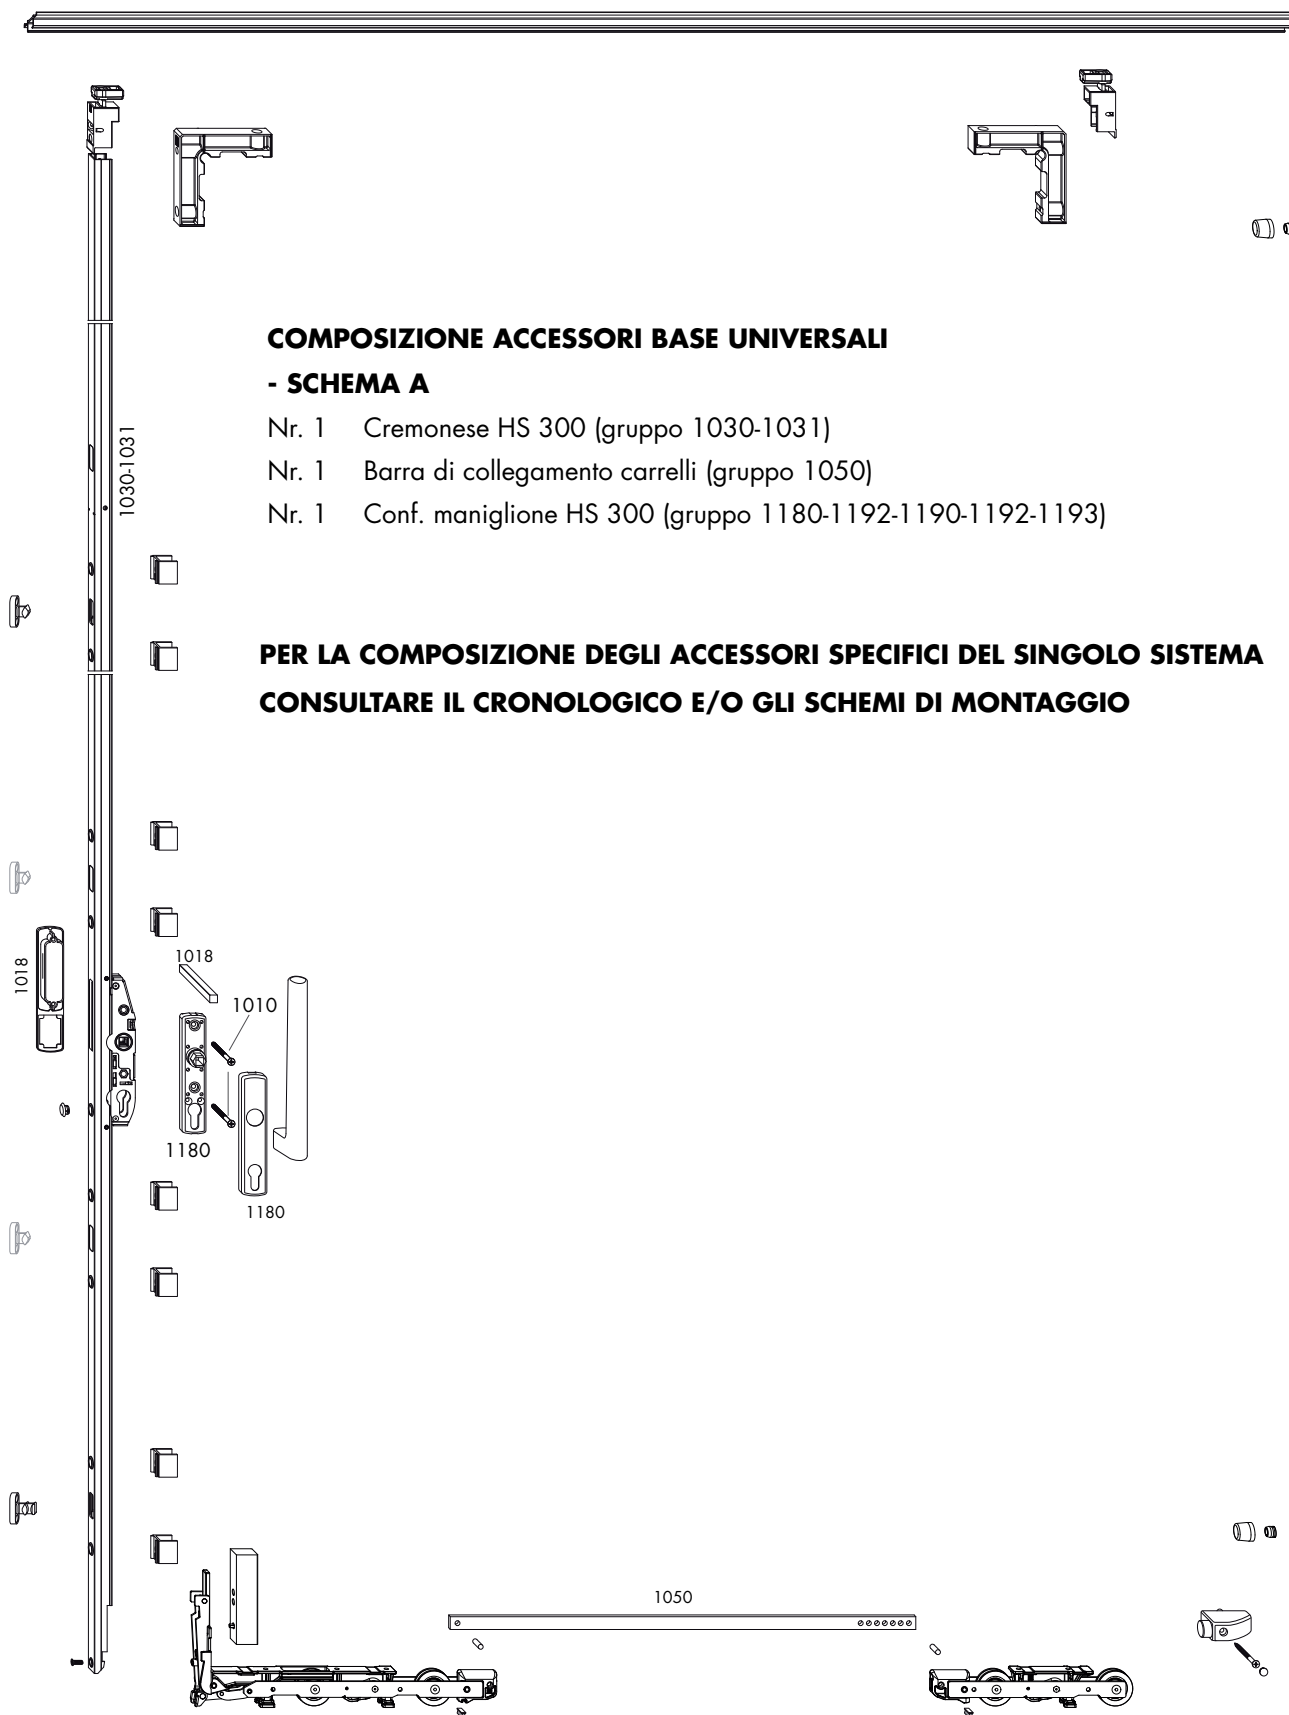 COMPOSIZIONE ACCESSORI BASE UNIVERSALI
- SCHEMA A
Nr. 1 Cremonese HS 300 (gruppo 1030-1031)
Nr. 1 Barra di collegamento carrelli (gruppo 1050)
Nr. 1 Conf. maniglione HS 300 (gruppo 1180-1192-1190-1192-1193)
1030-1031
PER LA COMPOSIZIONE DEGLI ACCESSORI SPECIFICI DEL SINGOLO SISTEMA
CONSULTARE IL CRONOLOGICO E/O GLI SCHEMI DI MONTAGGIO
1018
1018
1010
1180
1180
1050